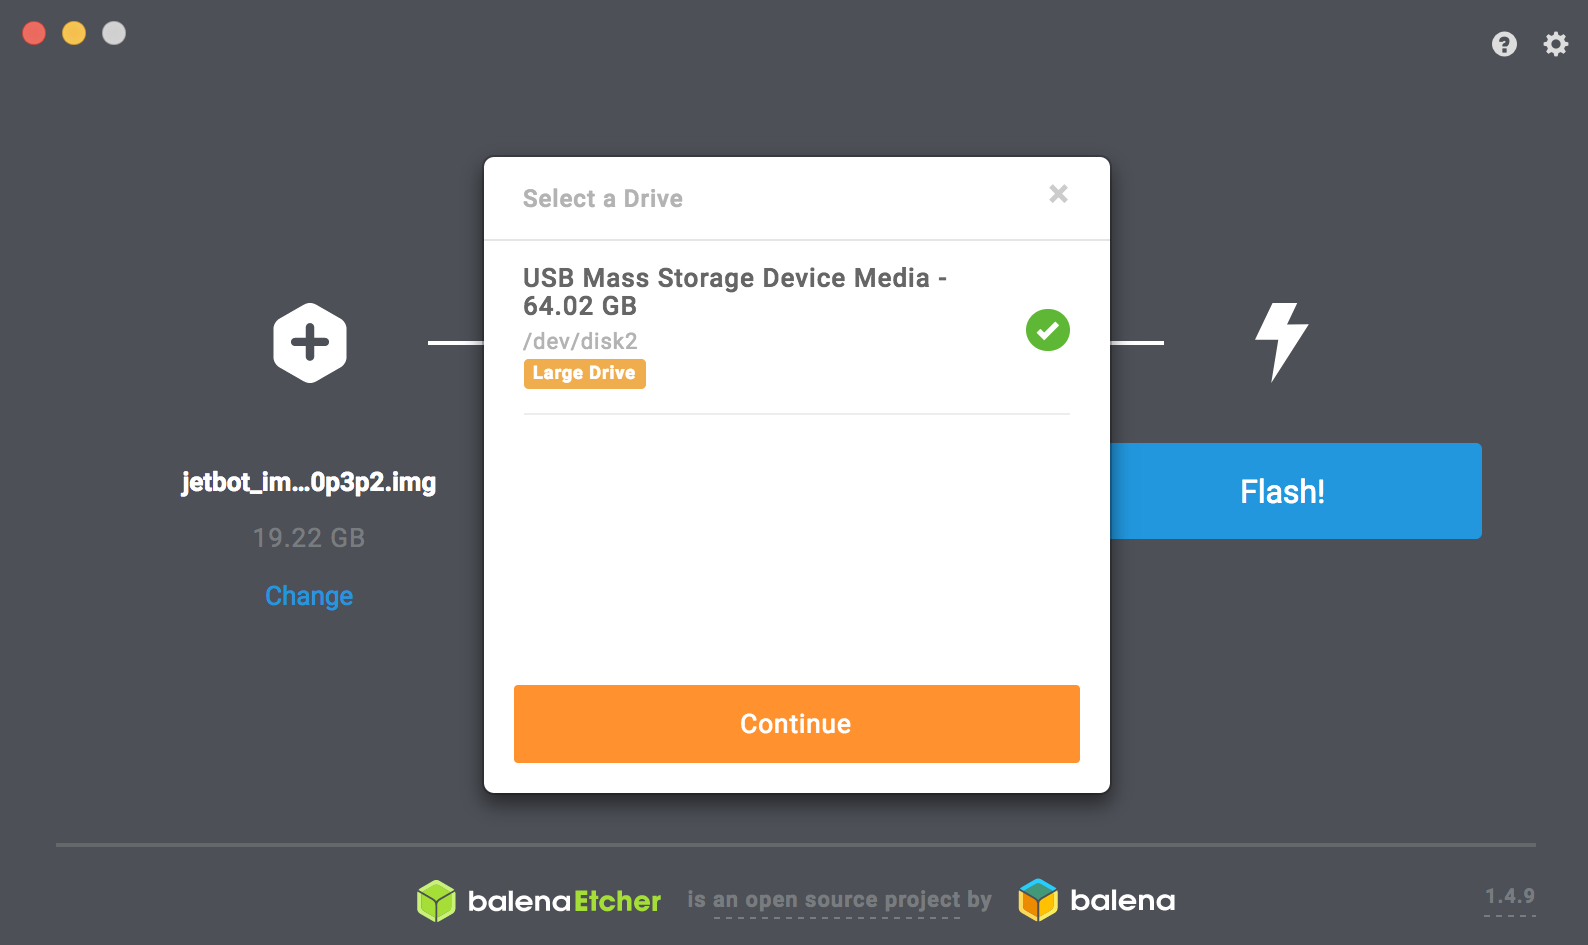 Select a Drive
USB Mass Storage Device Media -
64.02 GB
/dev/disk2
Large Drive
jetbot_im...0p3p2.img
19.22 GB
Change
Flash!
Continue
balenaEtcher is an open source project by balena
1.4.9